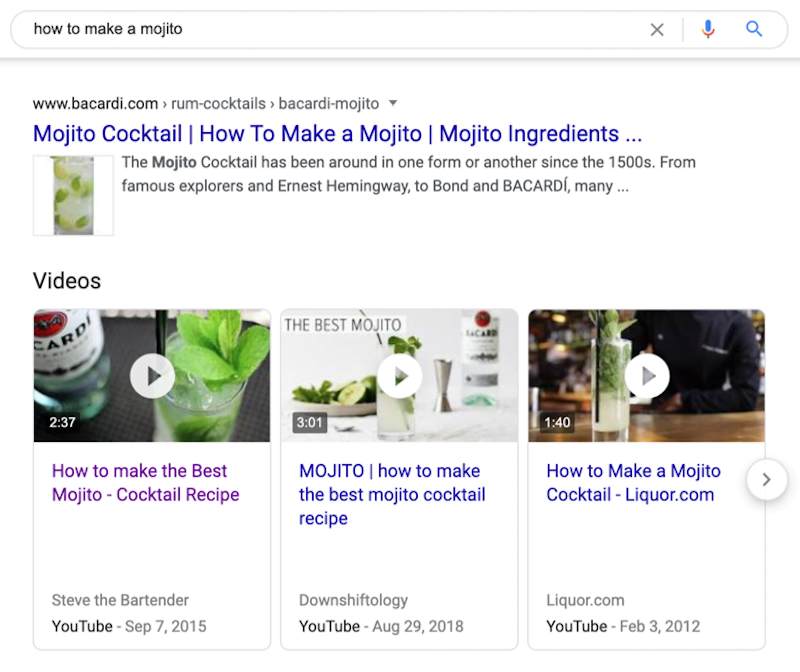 how to make a mojito
www.bacardi.com › rum-cocktails › bacardi-mojito
Mojito Cocktail | How To Make a Mojito | Mojito Ingredients ...
The Mojito Cocktail has been around in one form or another since the 1500s. From
famous explorers and Ernest Hemingway, to Bond and BACARDÍ, many ...
Videos
CARDI
2:37
How to make the Best
Mojito - Cocktail Recipe
Steve the Bartender
YouTube - Sep 7, 2015
THE BEST MOJITO
3:01
MOJITO | how to make
the best mojito cocktail
recipe
Downshiftology
YouTube - Aug 29, 2018
1:40
How to Make a Mojito
Cocktail - Liquor.com
Liquor.com
YouTube - Feb 3, 2012